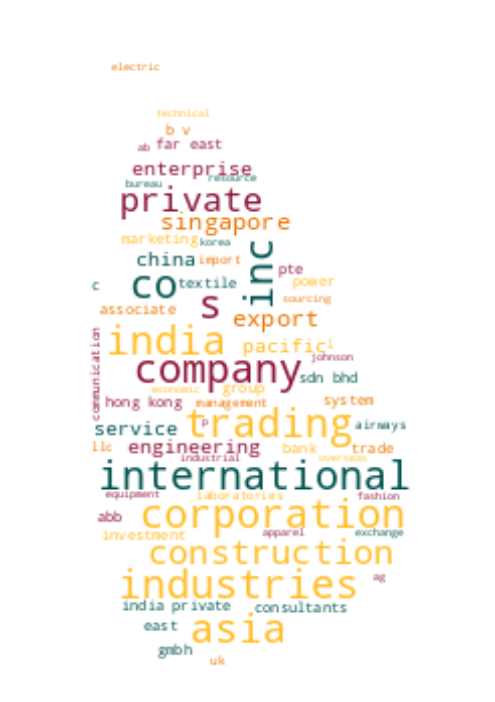 electric
technical
b v
ab far east
enterprise
bureau resource
private
singapore
marketing korea
inc
china import
pte
c co textile power
s sourcing
associate export
communication
india pacific l
company johnson
sdn bhd
economic group
hong kong management system
trading
service p airways
llc engineering bank trade
industrial overseas
international
equipment laboratories fashion
abb corporation
investment apparel exchange
construction
industries ag
india private consultants
east asia
gmbh
uk